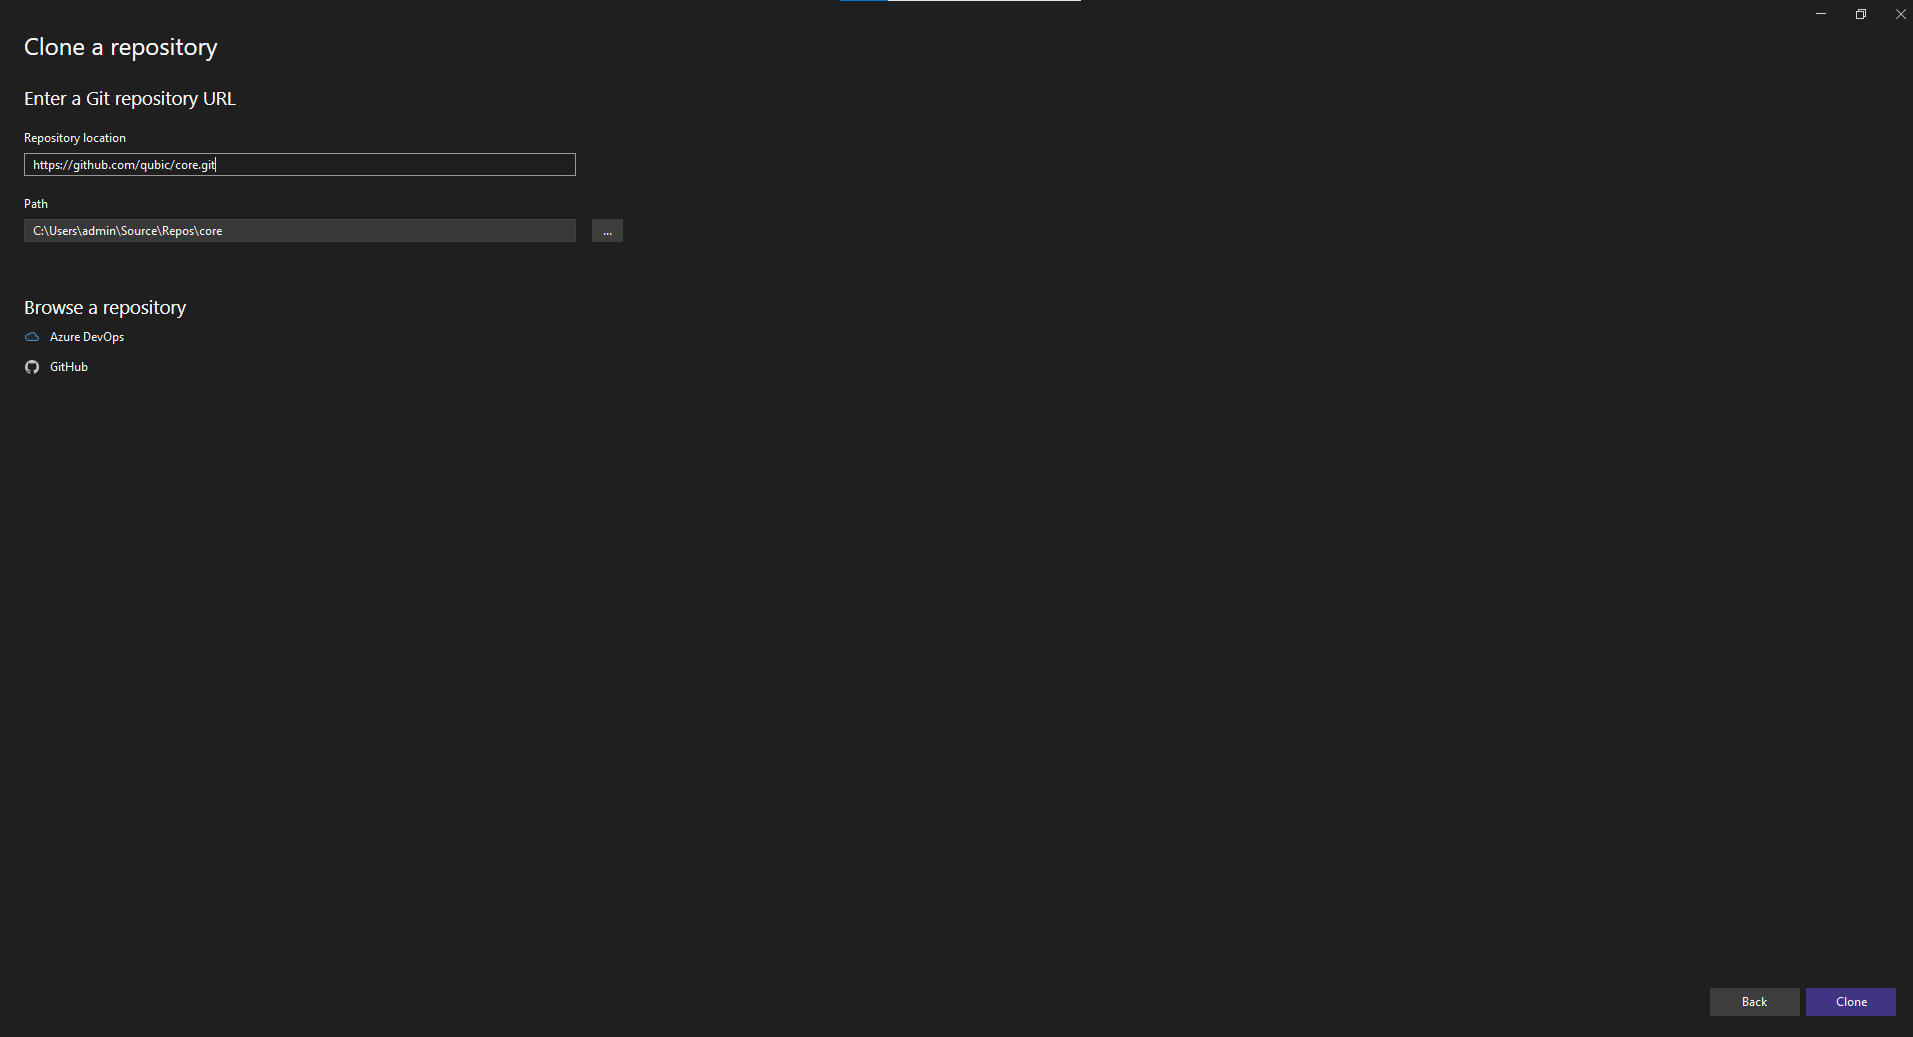 Clone a repository
Enter a Git repository URL
Repository location
https://github.com/qubic/core.git
Path
C:\Users\admin\Source\Repos\core
...
Browse a repository
Azure DevOps
GitHub
Back
Clone